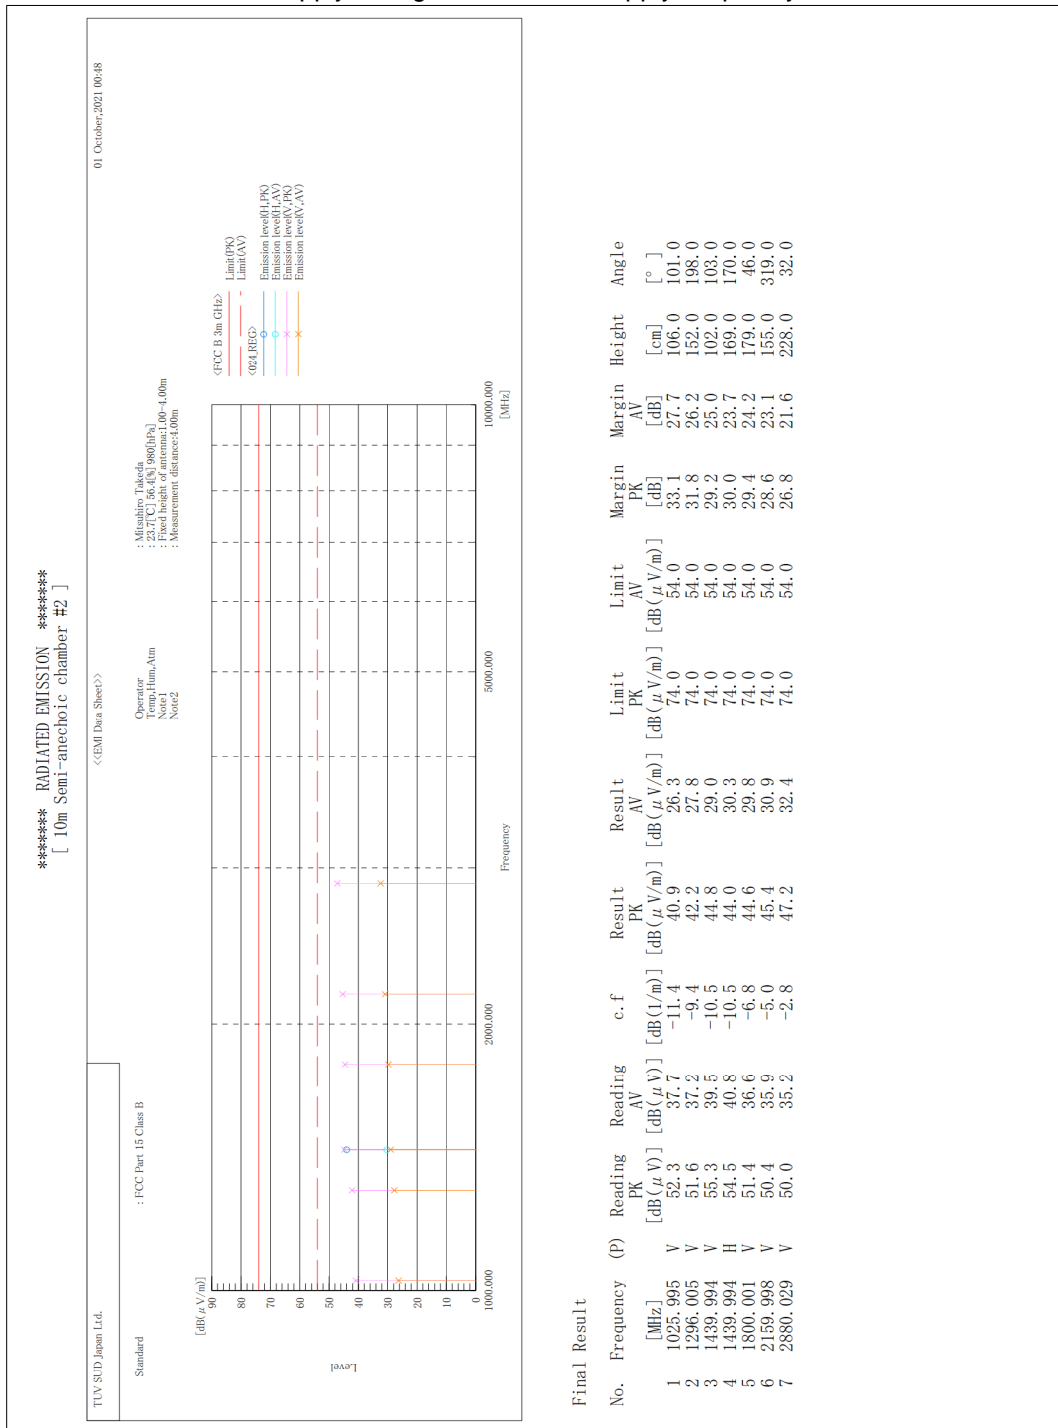 ****** RADIATED EMISSION ******
[ 10m Semi-anechoic chamber #2 ]
<<EMI Data Sheet>>
TUV SUD Japan Ltd.
01 October,2021 00:48
Standard : FCC Part 15 Class B
Operator : Mitsuhiro Takeda
Temp,Hum,Atm : 23.7[℃] 56.4[%] 980[hPa]
Note1 : Fixed height of antenna:1.00-4.00m
Note2 : Measurement distance:4.00m
<FCC B 3m GHz>
Limit(PK)
Limit(AV)
<024_REG>
Emission level(H,PK)
Emission level(H,AV)
Emission level(V,PK)
Emission level(V,AV)
[dB(μV/m)]
90
80
70
60
50
40
30
20
10
0
Level
1000.000 2000.000 5000.000 10000.000
Frequency [MHz]
Final Result
No. Frequency (P) Reading Reading c.f Result Result Limit Limit Margin Margin Height Angle
PK AV PK AV PK AV PK AV
[MHz] [dB(μV)] [dB(μV)] [dB(1/m)] [dB(μV/m)] [dB(μV/m)] [dB(μV/m)] [dB(μV/m)] [dB] [dB] [cm] [° ]
1 1025.995 V 52.3 37.7 -11.4 40.9 26.3 74.0 54.0 33.1 27.7 106.0 101.0
2 1296.005 V 51.6 37.2 -9.4 42.2 27.8 74.0 54.0 31.8 26.2 152.0 198.0
3 1439.994 V 55.3 39.5 -10.5 44.8 29.0 74.0 54.0 29.2 25.0 102.0 103.0
4 1439.994 H 54.5 40.8 -10.5 44.0 30.3 74.0 54.0 30.0 23.7 169.0 170.0
5 1800.001 V 51.4 36.6 -6.8 44.6 29.8 74.0 54.0 29.4 24.2 179.0 46.0
6 2159.998 V 50.4 35.9 -5.0 45.4 30.9 74.0 54.0 28.6 23.1 155.0 319.0
7 2880.029 V 50.0 35.2 -2.8 47.2 32.4 74.0 54.0 26.8 21.6 228.0 32.0